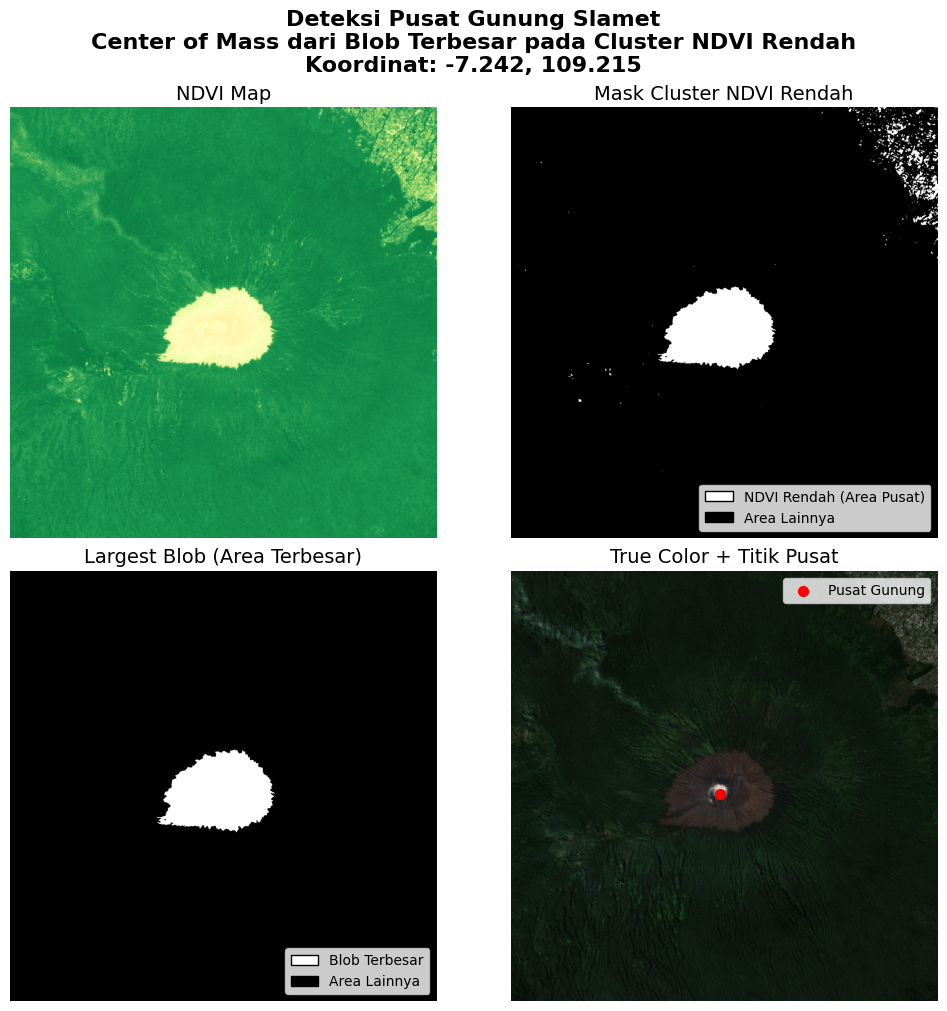 Deteksi Pusat Gunung Slamet
Center of Mass dari Blob Terbesar pada Cluster NDVI Rendah
Koordinat: -7.242, 109.215
NDVI Map
Mask Cluster NDVI Rendah
NDVI Rendah (Area Pusat)
Area Lainnya
Largest Blob (Area Terbesar)
True Color + Titik Pusat
Blob Terbesar
Area Lainnya
Pusat Gunung